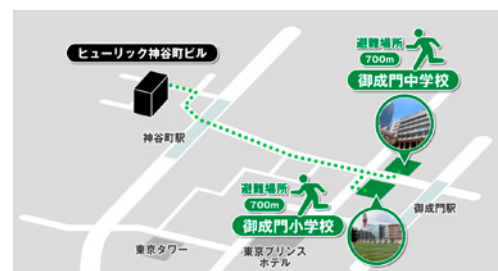 ヒューリック神谷町ビル
避難場所
700m
御成門中学校
神谷町駅
避難場所
700m
御成門小学校
御成門駅
東京タワー
東京プリンス
ホテル